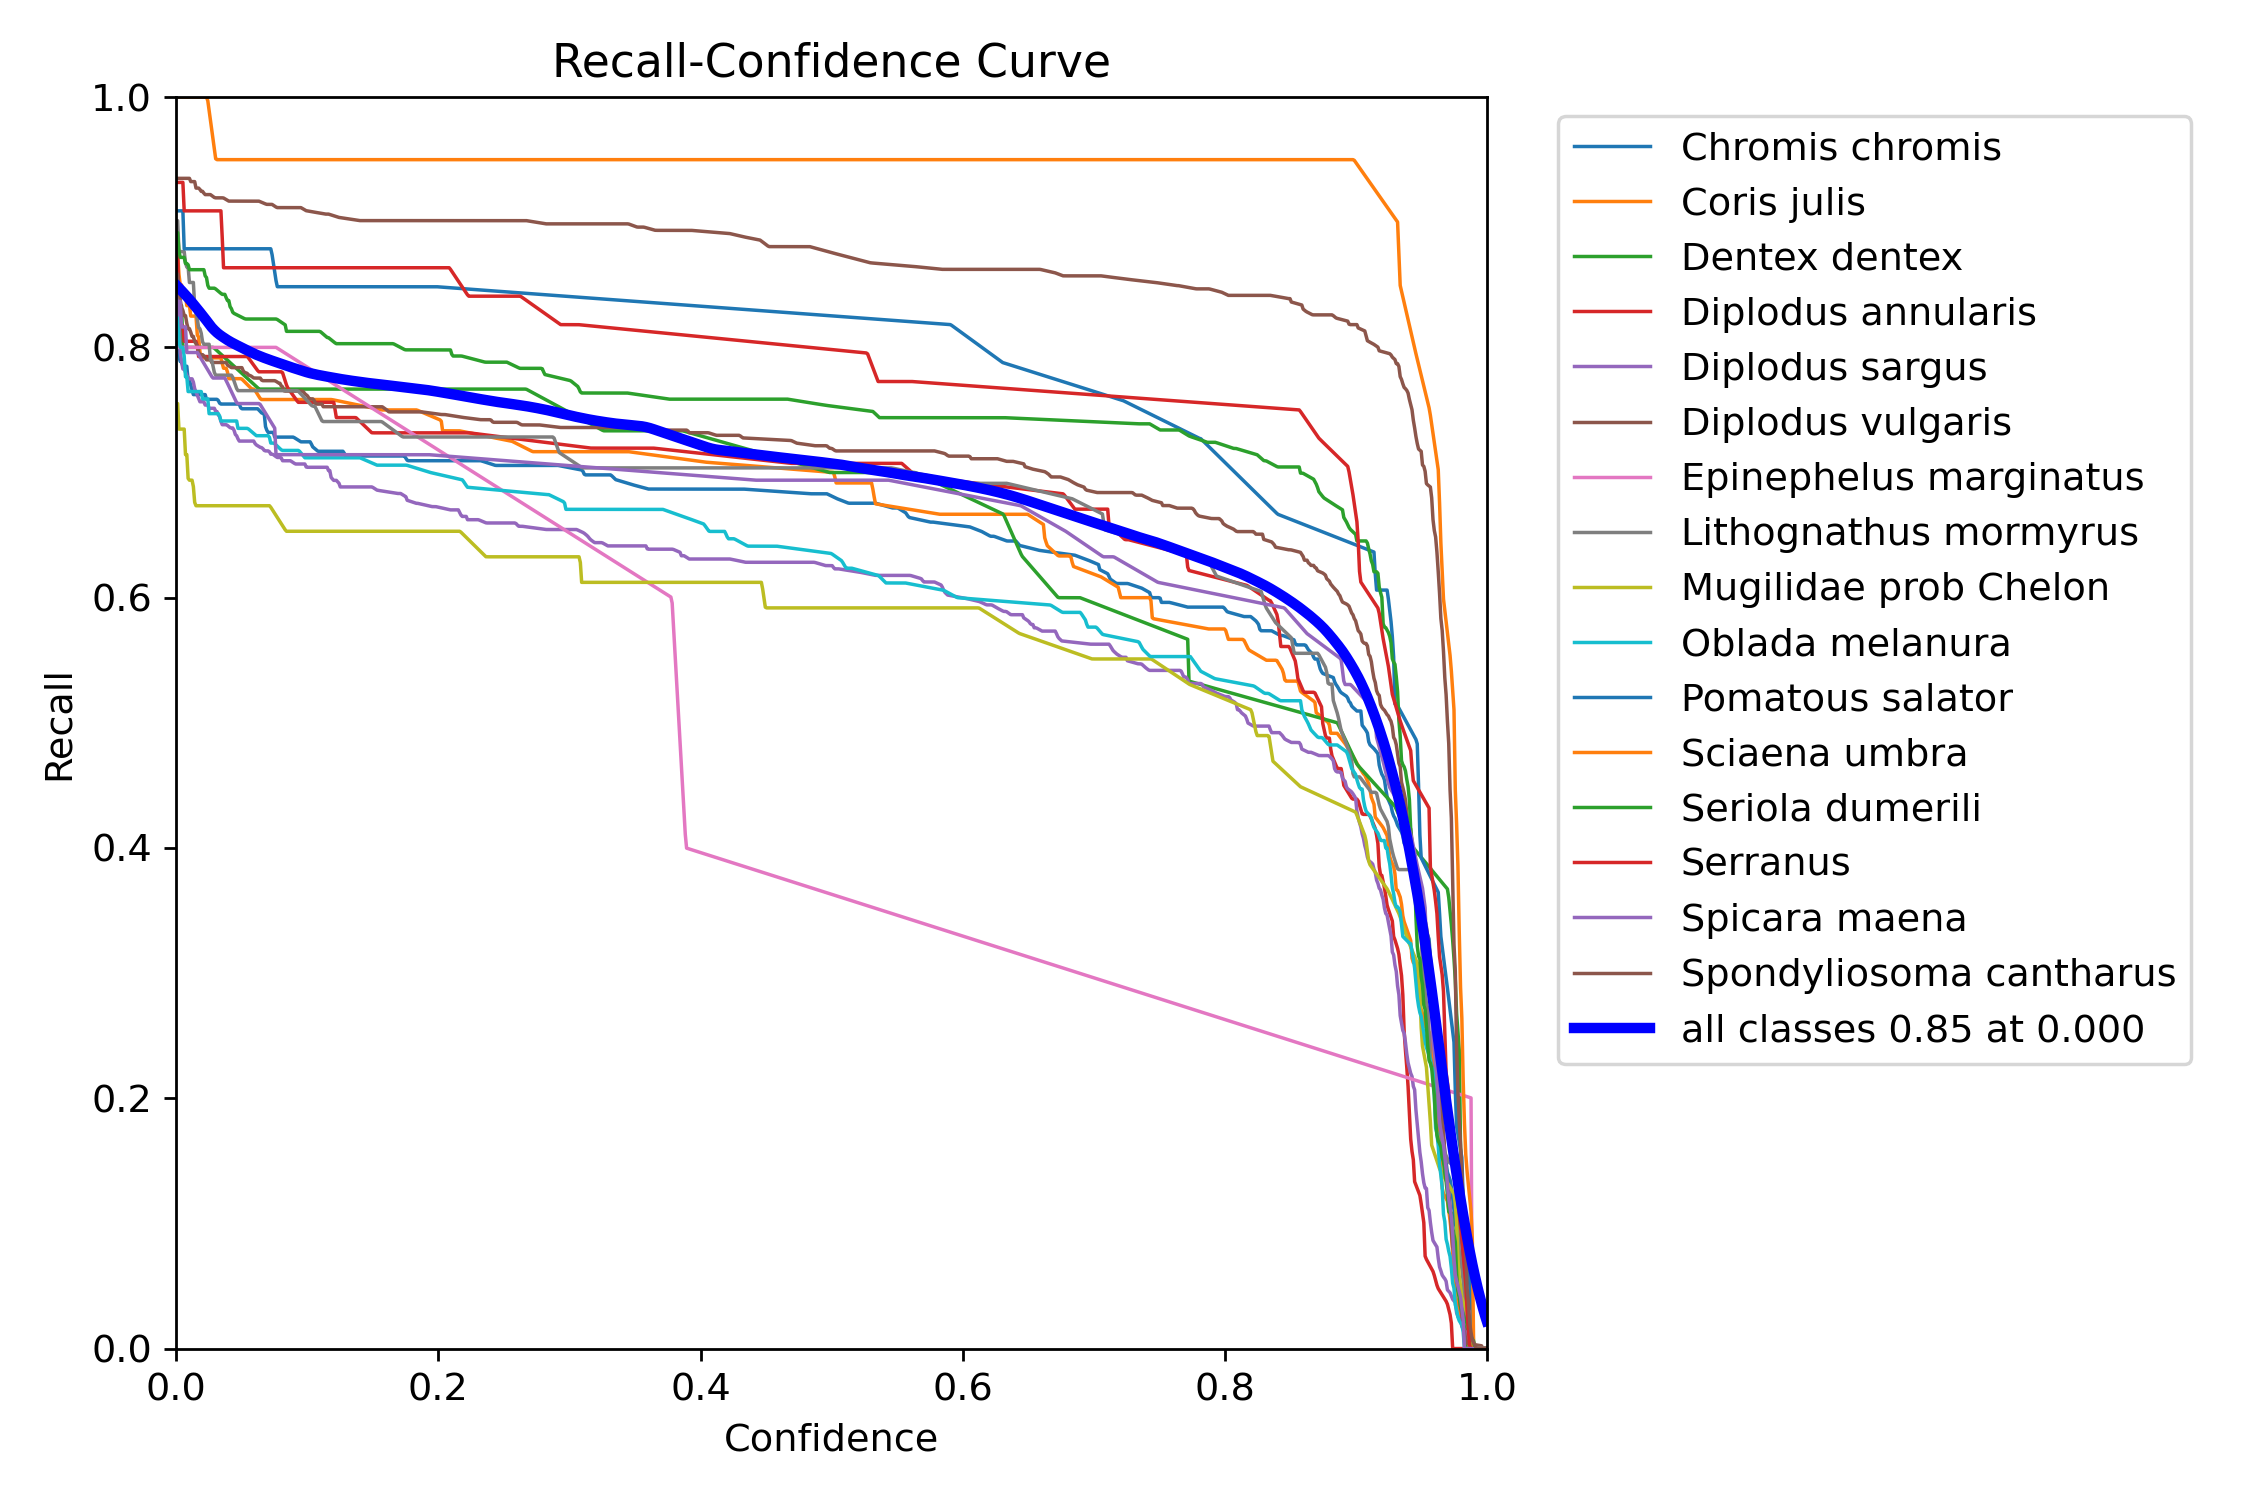 Recall-Confidence Curve
1.0
0.8
0.6
0.4
0.2
0.0
Recall
0.0 0.2 0.4 0.6 0.8 1.0
Confidence
Chromis chromis
Coris julis
Dentex dentex
Diplodus annularis
Diplodus sargus
Diplodus vulgaris
Epinephelus marginatus
Lithognathus mormyrus
Mugilidae prob Chelon
Oblada melanura
Pomatous salator
Sciaena umbra
Seriola dumerili
Serranus
Spicara maena
Spondyliosoma cantharus
all classes 0.85 at 0.000